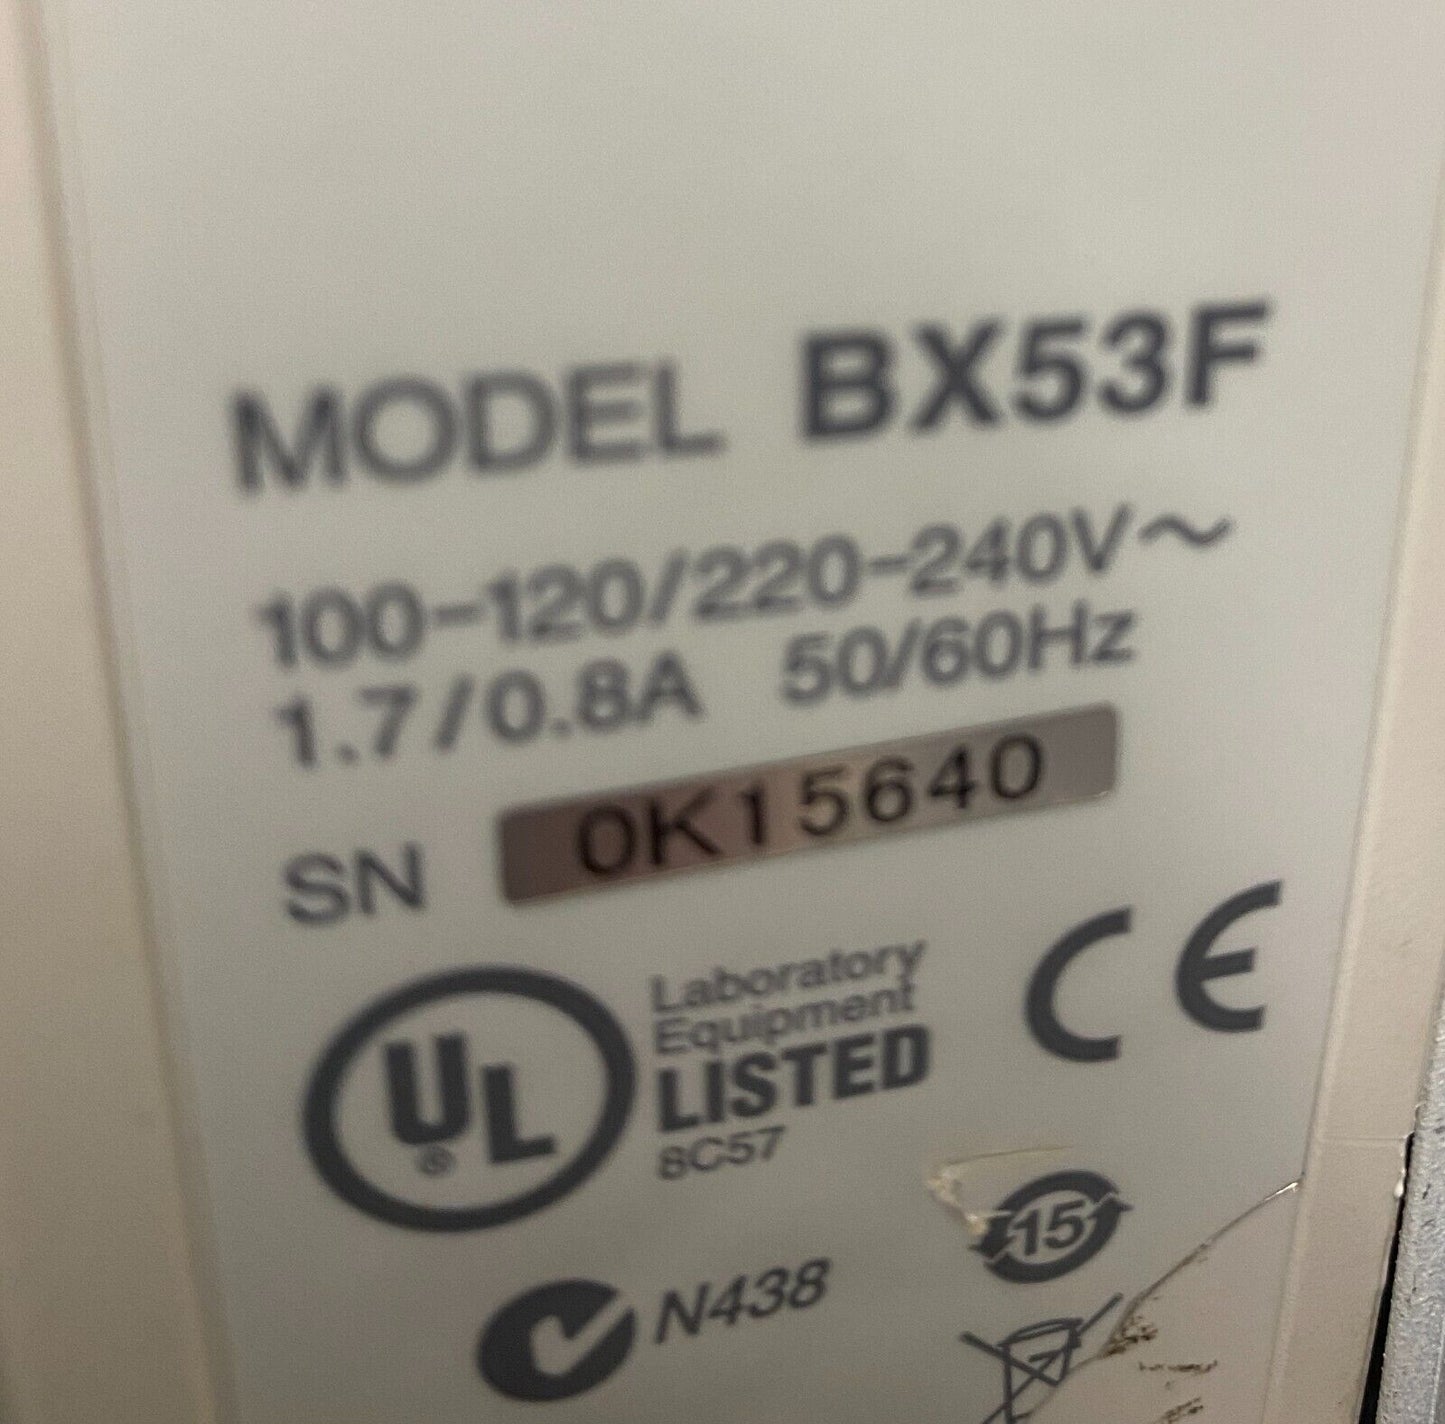 MODEL BX53F
100-120/220-240V～
1.7/0.8A 50/60Hz
SN 0K15640
UL ®
Laboratory
Equipment
LISTED
8C57
CE
15
N438